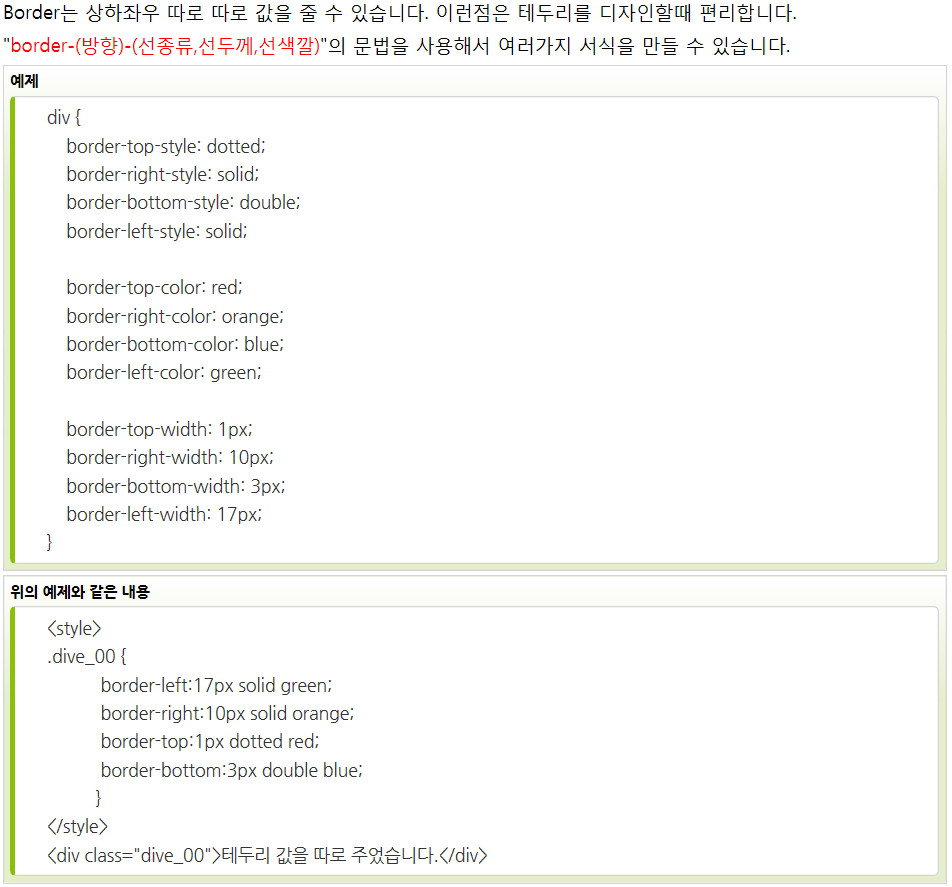 Border는 상하좌우 따로 따로 값을 줄 수 있습니다. 이런점은 테두리를 디자인할때 편리합니다.
"border-(방향)-(선종류,선두께,선색깔)"의 문법을 사용해서 여러가지 서식을 만들 수 있습니다.
예제
div {
border-top-style: dotted;
border-right-style: solid;
border-bottom-style: double;
border-left-style: solid;
border-top-color: red;
border-right-color: orange;
border-bottom-color: blue;
border-left-color: green;
border-top-width: 1px;
border-right-width: 10px;
border-bottom-width: 3px;
border-left-width: 17px;
}
위의 예제와 같은 내용
<style>
.dive_00 {
border-left:17px solid green;
border-right:10px solid orange;
border-top:1px dotted red;
border-bottom:3px double blue;
}
</style>
<div class="dive_00">테두리 값을 따로 주었습니다.</div>